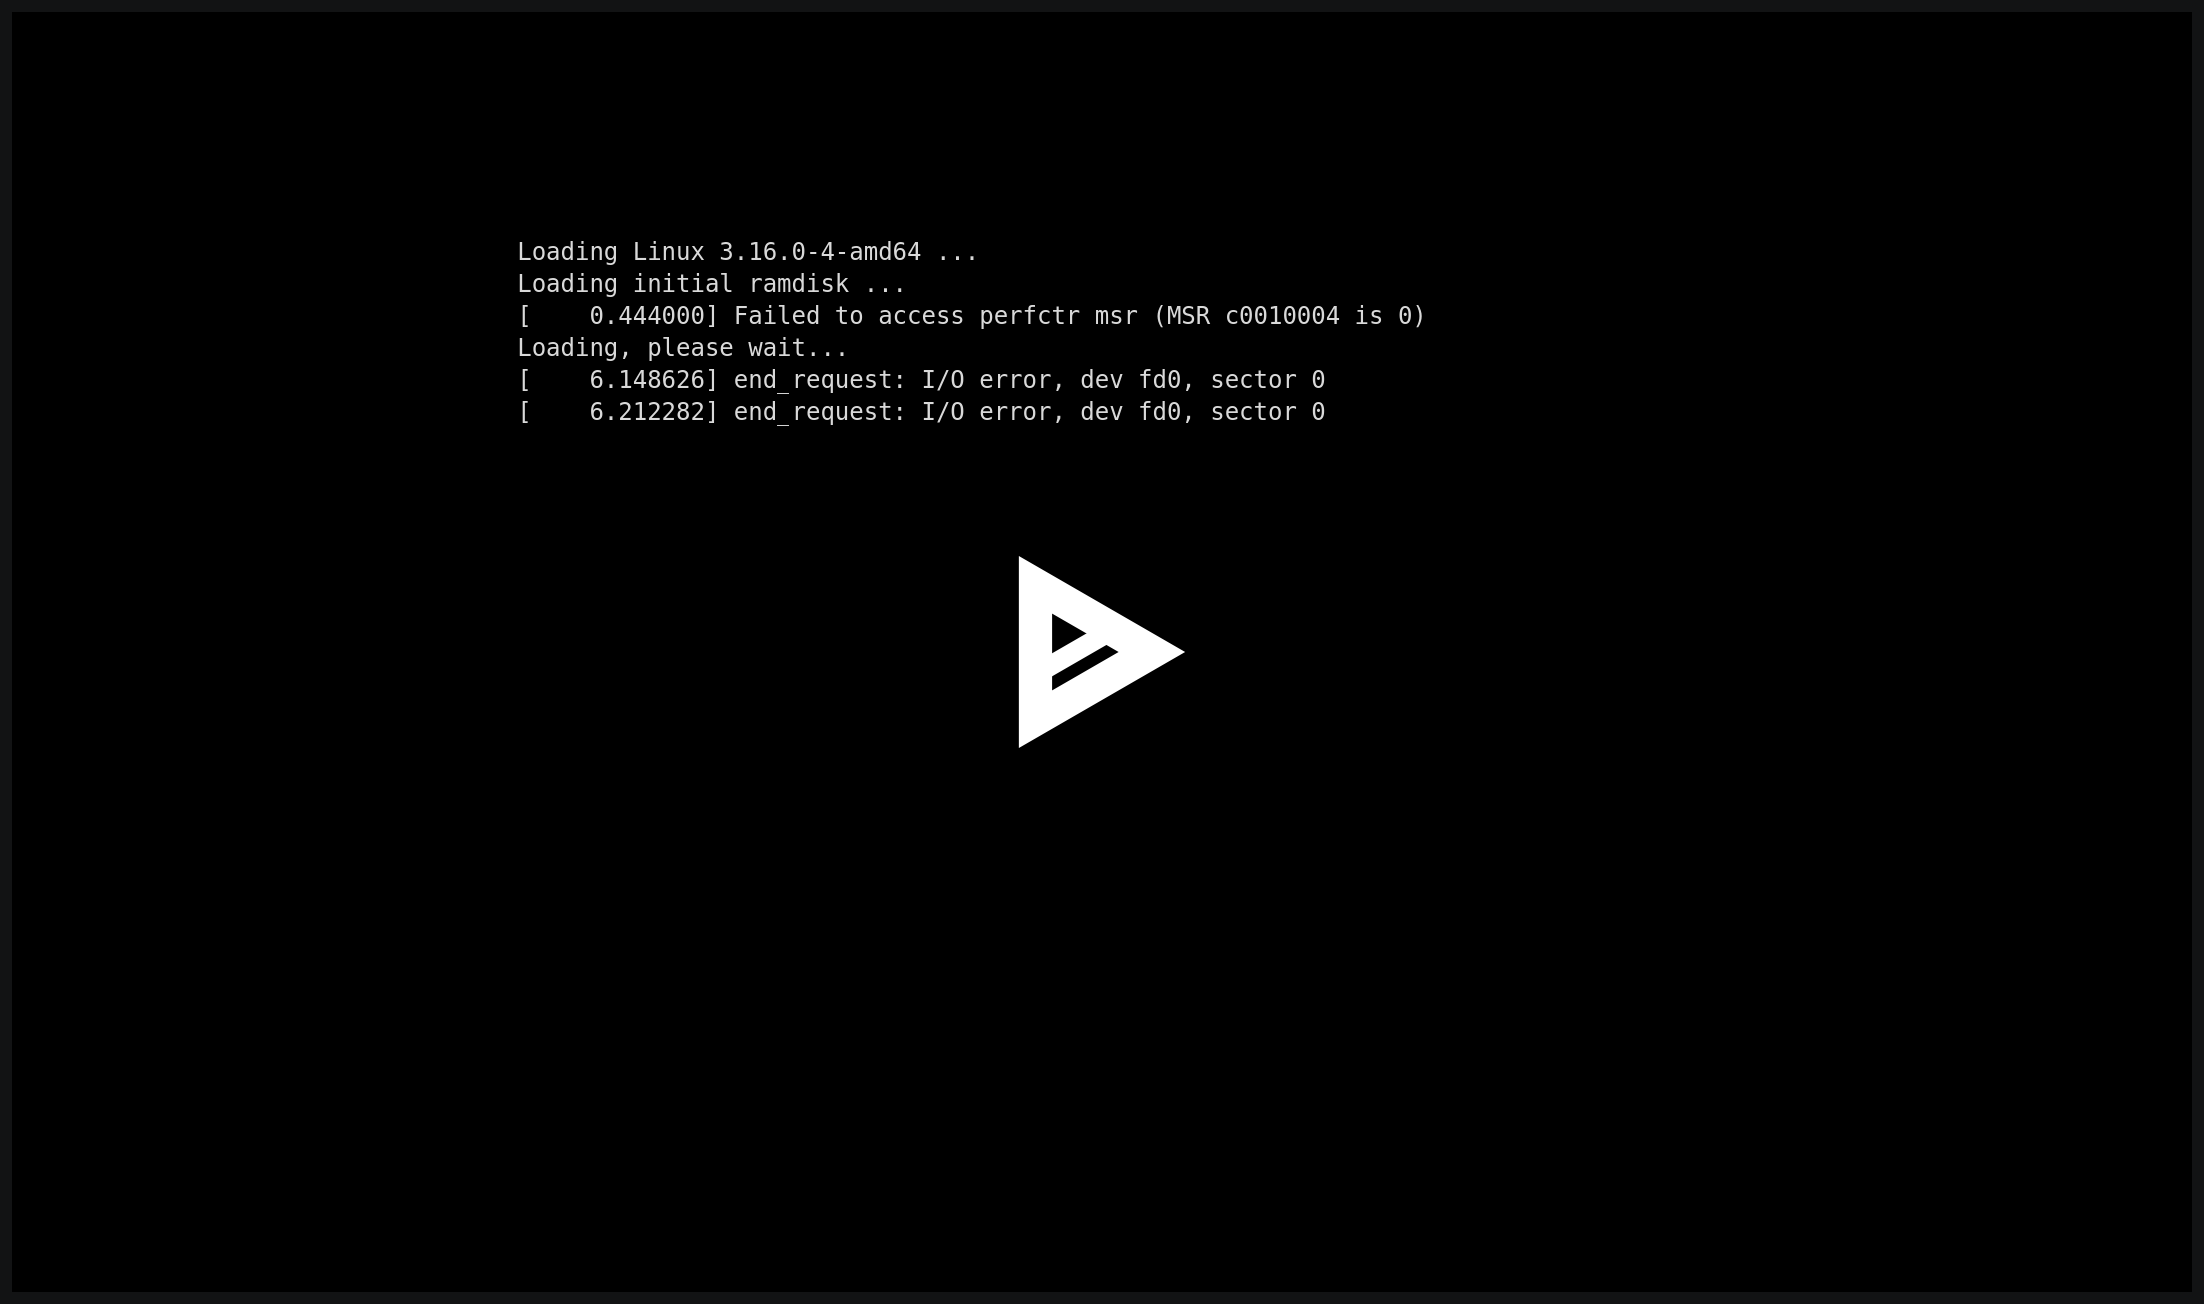 Loading Linux 3.16.0-4-amd64 ...
Loading initial ramdisk ...
[    0.444000] Failed to access perfctr msr (MSR c0010004 is 0)
Loading, please wait...
[    6.148626] end_request: I/O error, dev fd0, sector 0
[    6.212282] end_request: I/O error, dev fd0, sector 0